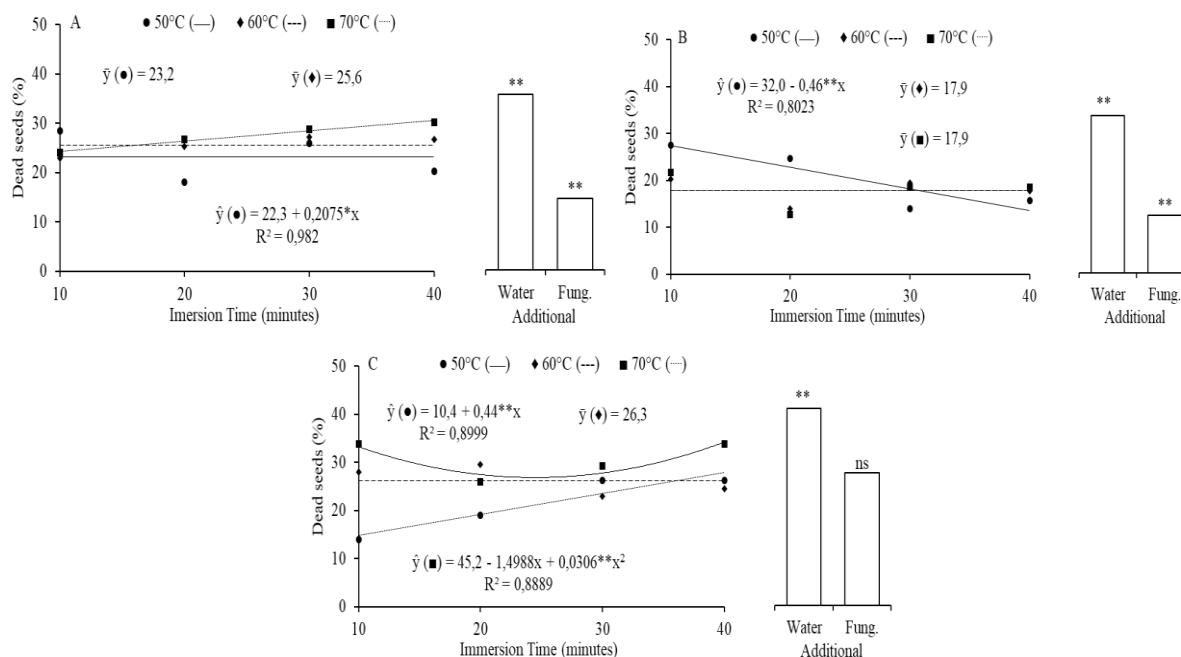 A
● 50°C (—) ♦ 60°C (---) ■ 70°C (····)
ȳ (●) = 23,2
ȳ (♦) = 25,6
ŷ (●) = 22,3 + 0,2075*x
R² = 0,982
Dead seeds (%)
50
40
30
20
10
0
10 20 30 40
Imersion Time (minutes)
** **
Water Fung.
Additional
B
● 50°C (—) ♦ 60°C (---) ■ 70°C (····)
ŷ (●) = 32,0 - 0,46**x
R² = 0,8023
ȳ (♦) = 17,9
ȳ (■) = 17,9
Dead seeds (%)
50
40
30
20
10
0
10 20 30 40
Immersion Time (minutes)
** **
Water Fung.
Additional
C
● 50°C (—) ♦ 60°C (---) ■ 70°C (····)
ŷ (●) = 10,4 + 0,44**x
R² = 0,8999
ȳ (♦) = 26,3
ŷ (■) = 45,2 - 1,4988x + 0,0306**x²
R² = 0,8889
Dead seeds (%)
50
40
30
20
10
0
10 20 30 40
Immersion Time (minutes)
** ns
Water Fung.
Additional